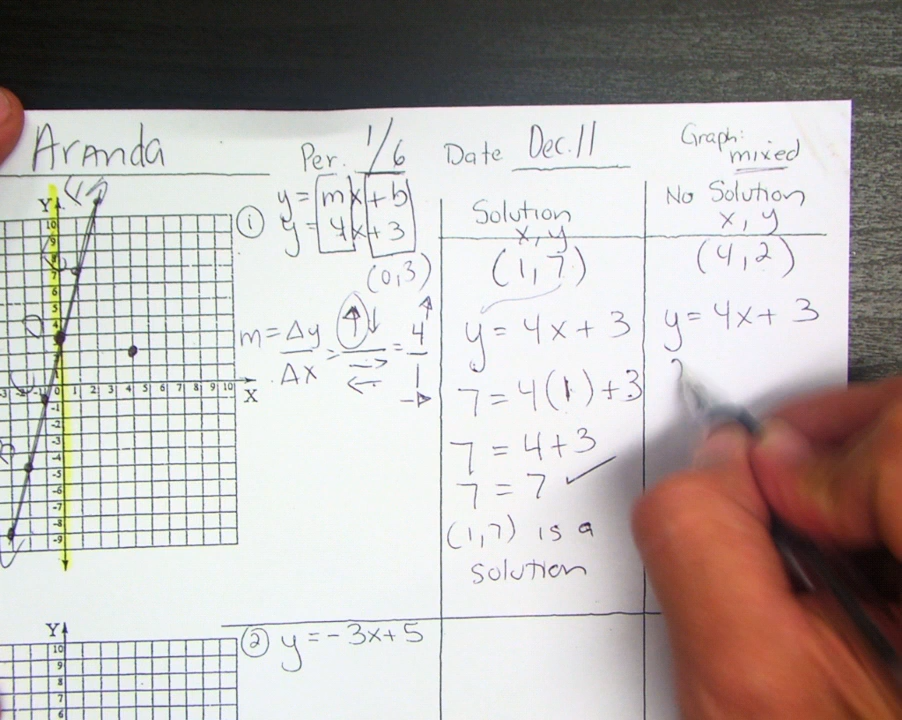 Aranda Per. 1/6 Date Dec. 11 Graph: mixed
Y
10
9
8
7
6
5
4
-3 -1 0 1 2 3 4 5 6 7 8 9 10 X
-1
-2
-3
-4
-5
-6
-7
-8
-9
① y = mx + b
y = 4x + 3
(0,3)
m = Δy/Δx = ↑↓/⇒⇐ = 4/1
Solution
x, y
(1, 7)
y = 4x + 3
7 = 4(1) + 3
7 = 4 + 3
7 = 7 ✓
(1,7) is a
solution
No Solution
x, y
(4, 2)
y = 4x + 3
② y = -3x + 5
Y
10
9
8
7
6